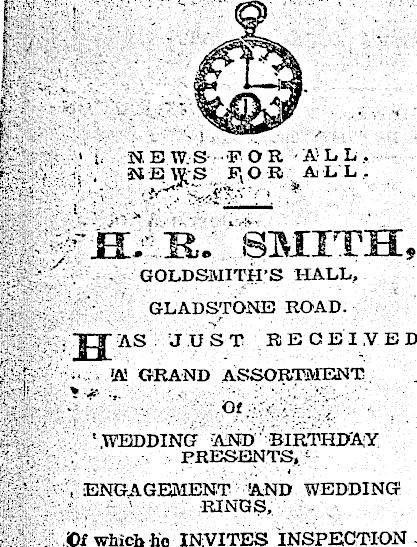 NEWS FOR ALL.
NEWS FOR ALL.
H. R. SMITH,
GOLDSMITH'S HALL,
GLADSTONE ROAD.
HAS JUST RECEIVED
A GRAND ASSORTMENT
Of
WEDDING AND BIRTHDAY
PRESENTS,
ENGAGEMENT AND WEDDING
RINGS,
Of which he INVITES INSPECTION